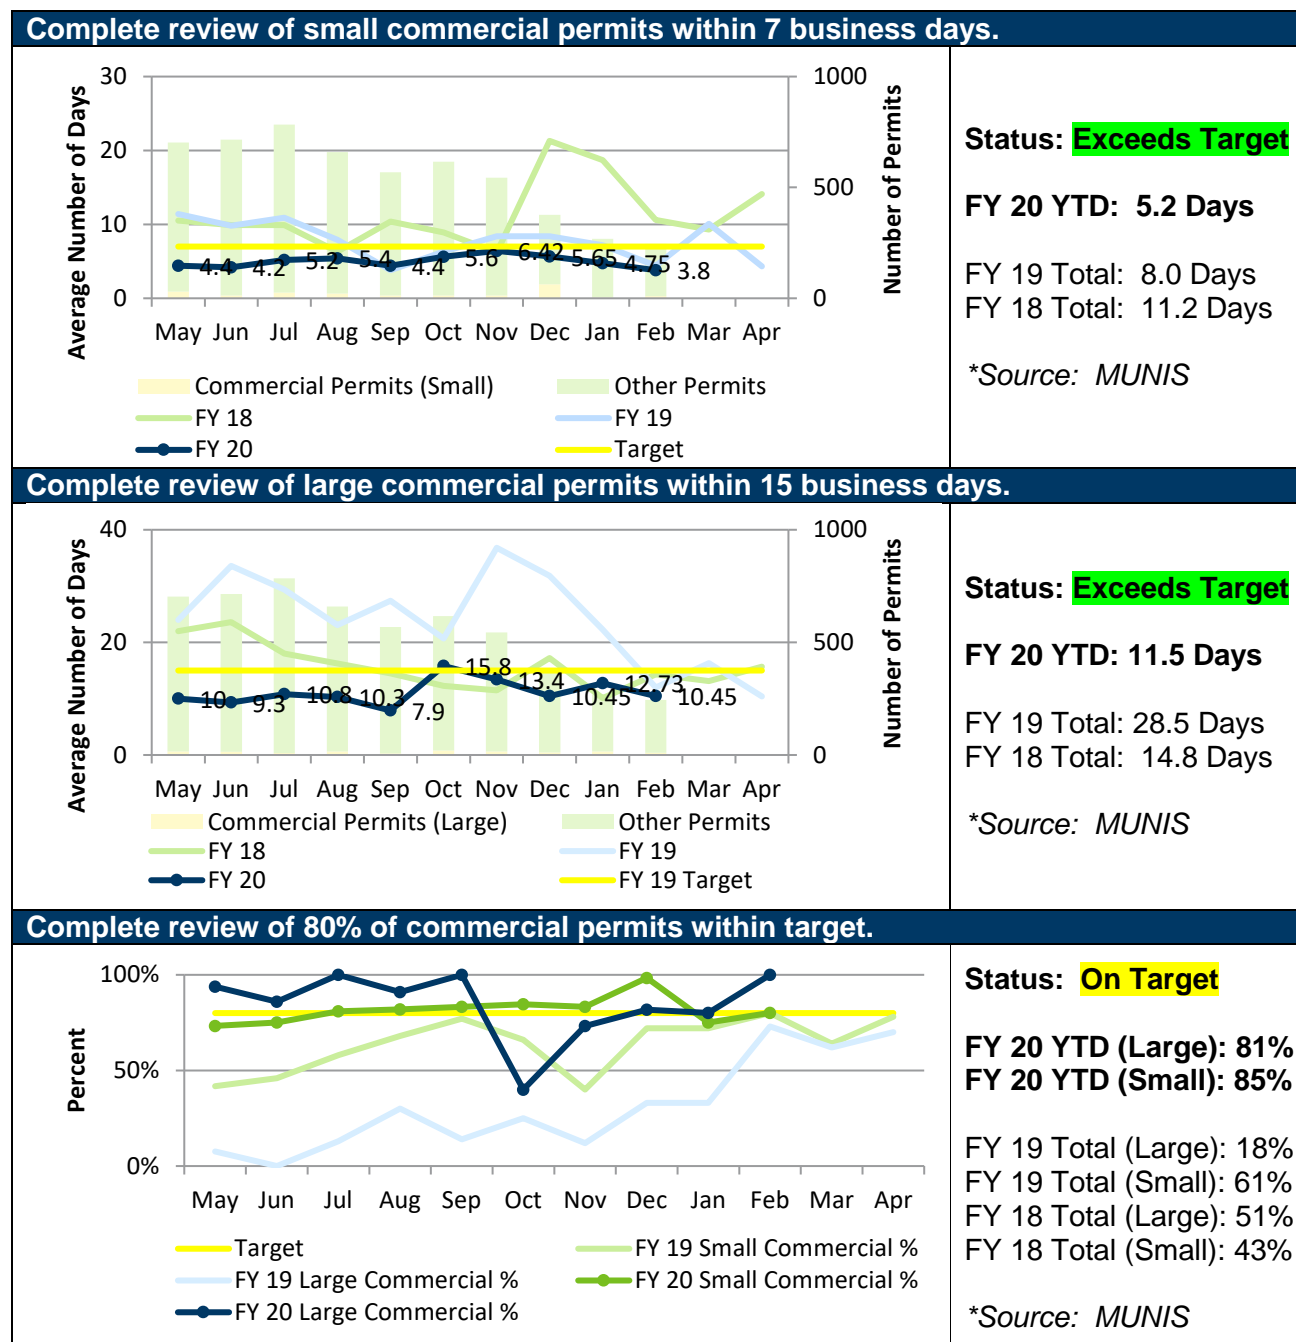 Complete review of small commercial permits within 7 business days.
30
20
10
0
Average Number of Days
1000
500
0
Number of Permits
4.4 4.2 5.2 5.4 4.4 5.6 6.42 5.65 4.75 3.8
May Jun Jul Aug Sep Oct Nov Dec Jan Feb Mar Apr
Commercial Permits (Small) Other Permits
FY 18 FY 19
FY 20 Target
Status: Exceeds Target
FY 20 YTD: 5.2 Days
FY 19 Total: 8.0 Days
FY 18 Total: 11.2 Days
*Source: MUNIS
Complete review of large commercial permits within 15 business days.
40
20
0
Average Number of Days
1000
500
0
Number of Permits
10 9.3 10.8 10.3 7.9 15.8 13.4 10.45 12.73 10.45
May Jun Jul Aug Sep Oct Nov Dec Jan Feb Mar Apr
Commercial Permits (Large) Other Permits
FY 18 FY 19
FY 20 FY 19 Target
Status: Exceeds Target
FY 20 YTD: 11.5 Days
FY 19 Total: 28.5 Days
FY 18 Total: 14.8 Days
*Source: MUNIS
Complete review of 80% of commercial permits within target.
100%
50%
0%
Percent
May Jun Jul Aug Sep Oct Nov Dec Jan Feb Mar Apr
Target FY 19 Small Commercial %
FY 19 Large Commercial % FY 20 Small Commercial %
FY 20 Large Commercial %
Status: On Target
FY 20 YTD (Large): 81%
FY 20 YTD (Small): 85%
FY 19 Total (Large): 18%
FY 19 Total (Small): 61%
FY 18 Total (Large): 51%
FY 18 Total (Small): 43%
*Source: MUNIS